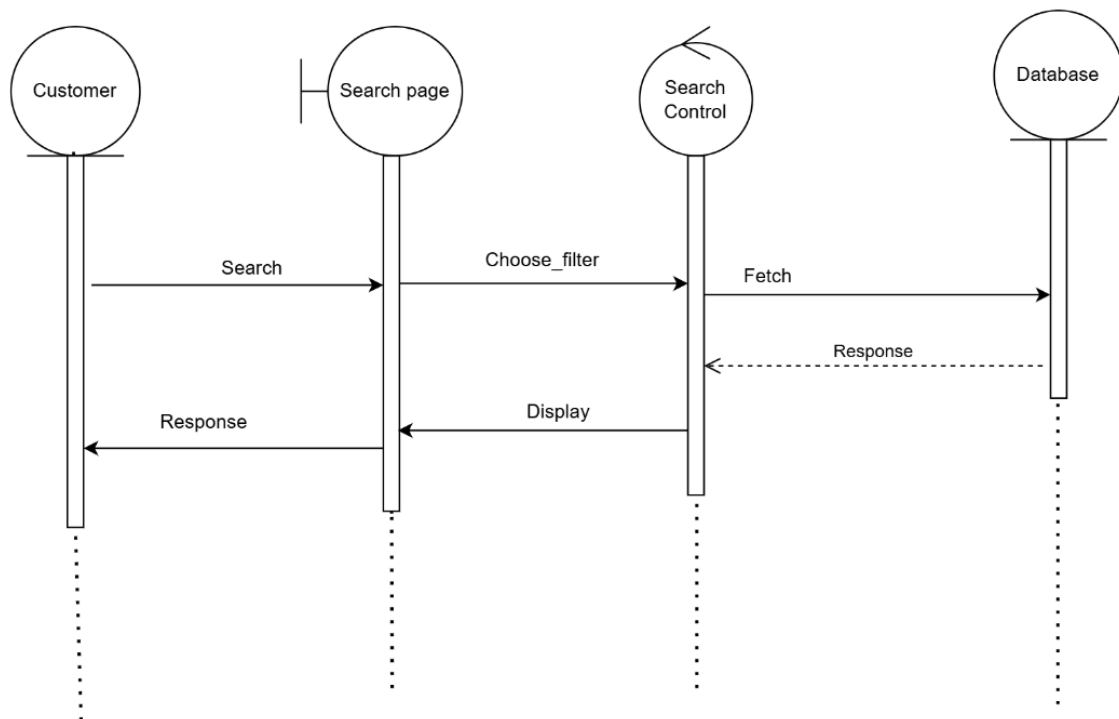 Customer
Search page
Search
Control
Database
Search
Choose_filter
Fetch
Response
Display
Response